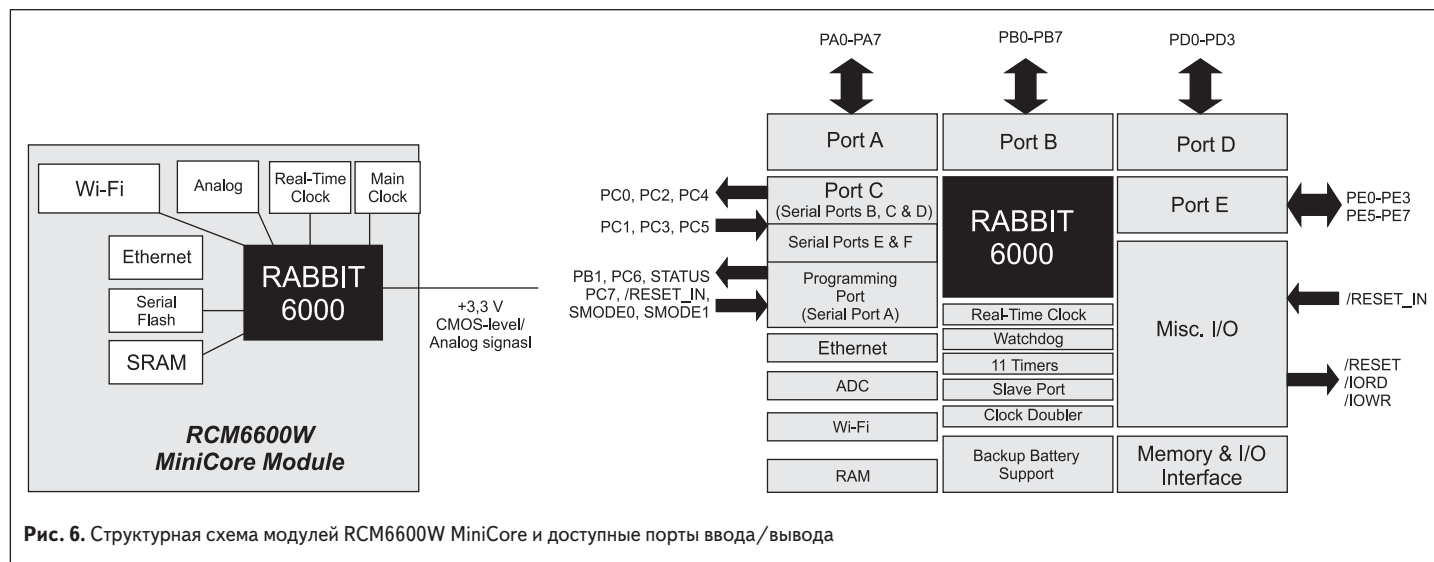 Wi-Fi
Analog
Real-Time
Clock
Main
Clock
Ethernet
Serial
Flash
SRAM
RABBIT
6000
+3,3 V
CMOS-level/
Analog signasl
RCM6600W
MiniCore Module
PA0-PA7
PB0-PB7
PD0-PD3
Port A
Port B
Port D
PC0, PC2, PC4
PC1, PC3, PC5
PB1, PC6, STATUS
PC7, /RESET_IN,
SMODE0, SMODE1
Port C
(Serial Ports B, C & D)
Serial Ports E & F
Programming
Port
(Serial Port A)
Ethernet
ADC
Wi-Fi
RAM
RABBIT
6000
Real-Time Clock
Watchdog
11 Timers
Slave Port
Clock Doubler
Backup Battery
Support
Port E
Misc. I/O
Memory & I/O
Interface
PE0-PE3
PE5-PE7
/RESET_IN
/RESET
/IORD
/IOWR
Рис. 6. Структурная схема модулей RCM6600W MiniCore и доступные порты ввода/вывода